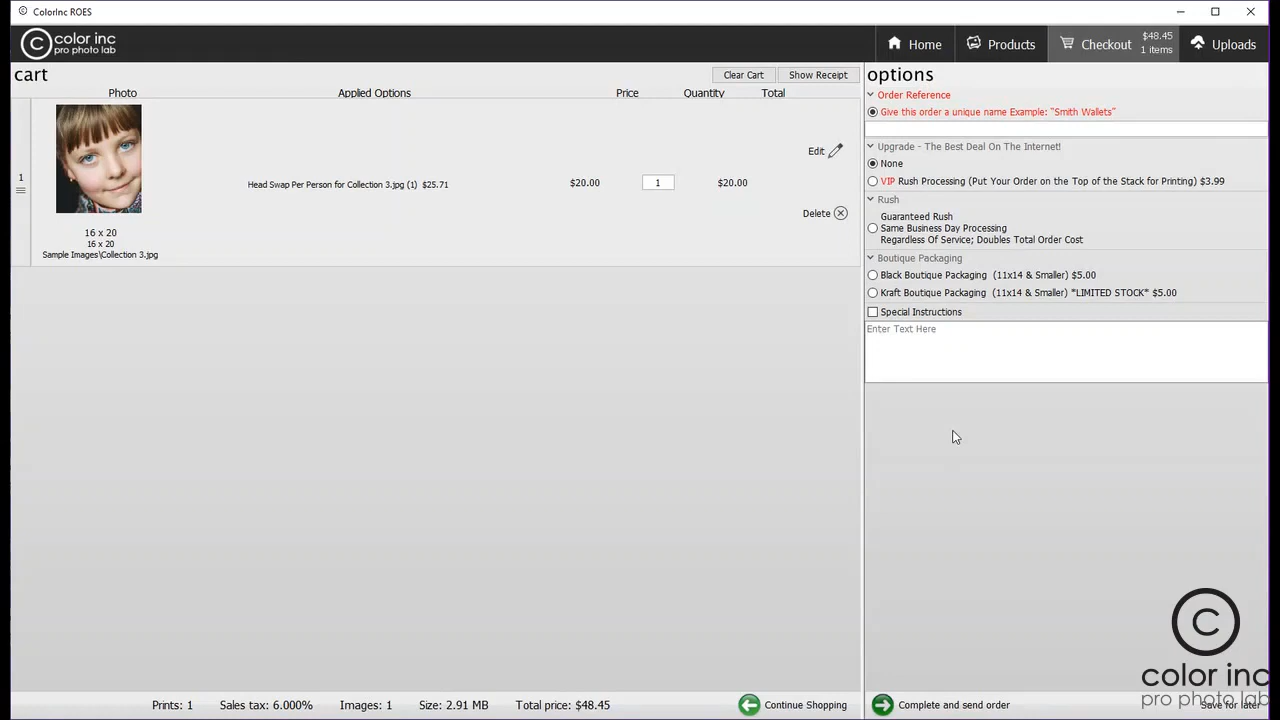 ColorInc ROES
color inc
pro photo lab
Home
Products
Checkout
$48.45
1 items
Uploads
cart
Clear Cart
Show Receipt
Photo
Applied Options
Price
Quantity
Total
1
Edit
Head Swap Per Person for Collection 3.jpg (1) $25.71
$20.00
1
$20.00
Delete
16 x 20
16 x 20
Sample Images\Collection 3.jpg
options
Order Reference
Give this order a unique name Example: "Smith Wallets"
Upgrade - The Best Deal On The Internet!
None
VIP Rush Processing (Put Your Order on the Top of the Stack for Printing) $3.99
Rush
Guaranteed Rush
Same Business Day Processing
Regardless Of Service; Doubles Total Order Cost
Boutique Packaging
Black Boutique Packaging (11x14 & Smaller) $5.00
Kraft Boutique Packaging (11x14 & Smaller) *LIMITED STOCK* $5.00
Special Instructions
Enter Text Here
color inc
pro photo lab
Prints: 1
Sales tax: 6.000%
Images: 1
Size: 2.91 MB
Total price: $48.45
Continue Shopping
Complete and send order
Save for later